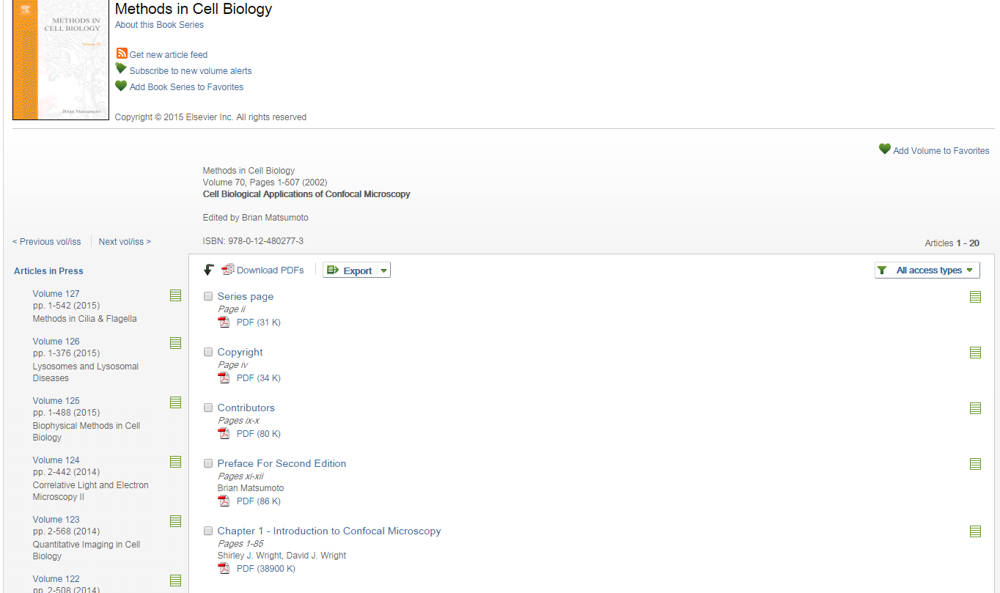 METHODS IN
CELL BIOLOGY
Volume 70
Brian Matsumoto
Methods in Cell Biology
About this Book Series
Get new article feed
Subscribe to new volume alerts
Add Book Series to Favorites
Copyright © 2015 Elsevier Inc. All rights reserved
Add Volume to Favorites
Methods in Cell Biology
Volume 70, Pages 1-507 (2002)
Cell Biological Applications of Confocal Microscopy
Edited by Brian Matsumoto
ISBN: 978-0-12-480277-3
< Previous vol/iss
Next vol/iss >
Articles 1 - 20
Articles in Press
Volume 127
pp. 1-542 (2015)
Methods in Cilia & Flagella
Volume 126
pp. 1-376 (2015)
Lysosomes and Lysosomal
Diseases
Volume 125
pp. 1-488 (2015)
Biophysical Methods in Cell
Biology
Volume 124
pp. 2-442 (2014)
Correlative Light and Electron
Microscopy II
Volume 123
pp. 2-568 (2014)
Quantitative Imaging in Cell
Biology
Volume 122
pp. 2-508 (2014)
Download PDFs
Export
All access types
Series page
Page ii
PDF (31 K)
Copyright
Page iv
PDF (34 K)
Contributors
Pages ix-x
PDF (80 K)
Preface For Second Edition
Pages xi-xii
Brian Matsumoto
PDF (86 K)
Chapter 1 - Introduction to Confocal Microscopy
Pages 1-85
Shirley J. Wright, David J. Wright
PDF (38900 K)